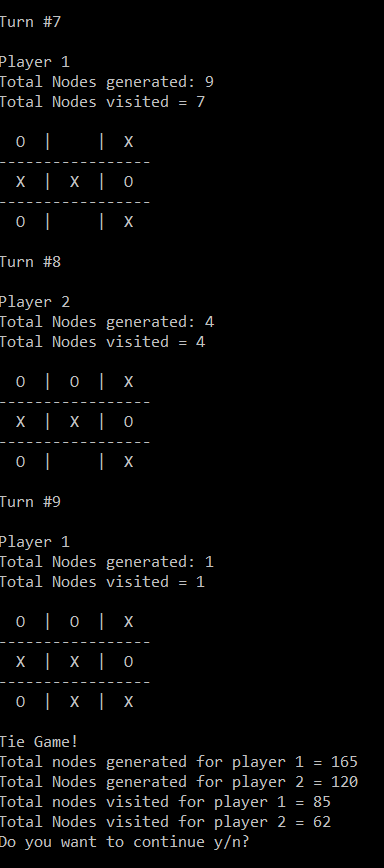 Turn #7
Player 1
Total Nodes generated: 9
Total Nodes visited = 7
O |   | X
-----------------
X | X | O
-----------------
O |   | X
Turn #8
Player 2
Total Nodes generated: 4
Total Nodes visited = 4
O | O | X
-----------------
X | X | O
-----------------
O |   | X
Turn #9
Player 1
Total Nodes generated: 1
Total Nodes visited = 1
O | O | X
-----------------
X | X | O
-----------------
O | X | X
Tie Game!
Total nodes generated for player 1 = 165
Total Nodes generated for player 2 = 120
Total nodes visited for player 1 = 85
Total Nodes visited for player 2 = 62
Do you want to continue y/n?